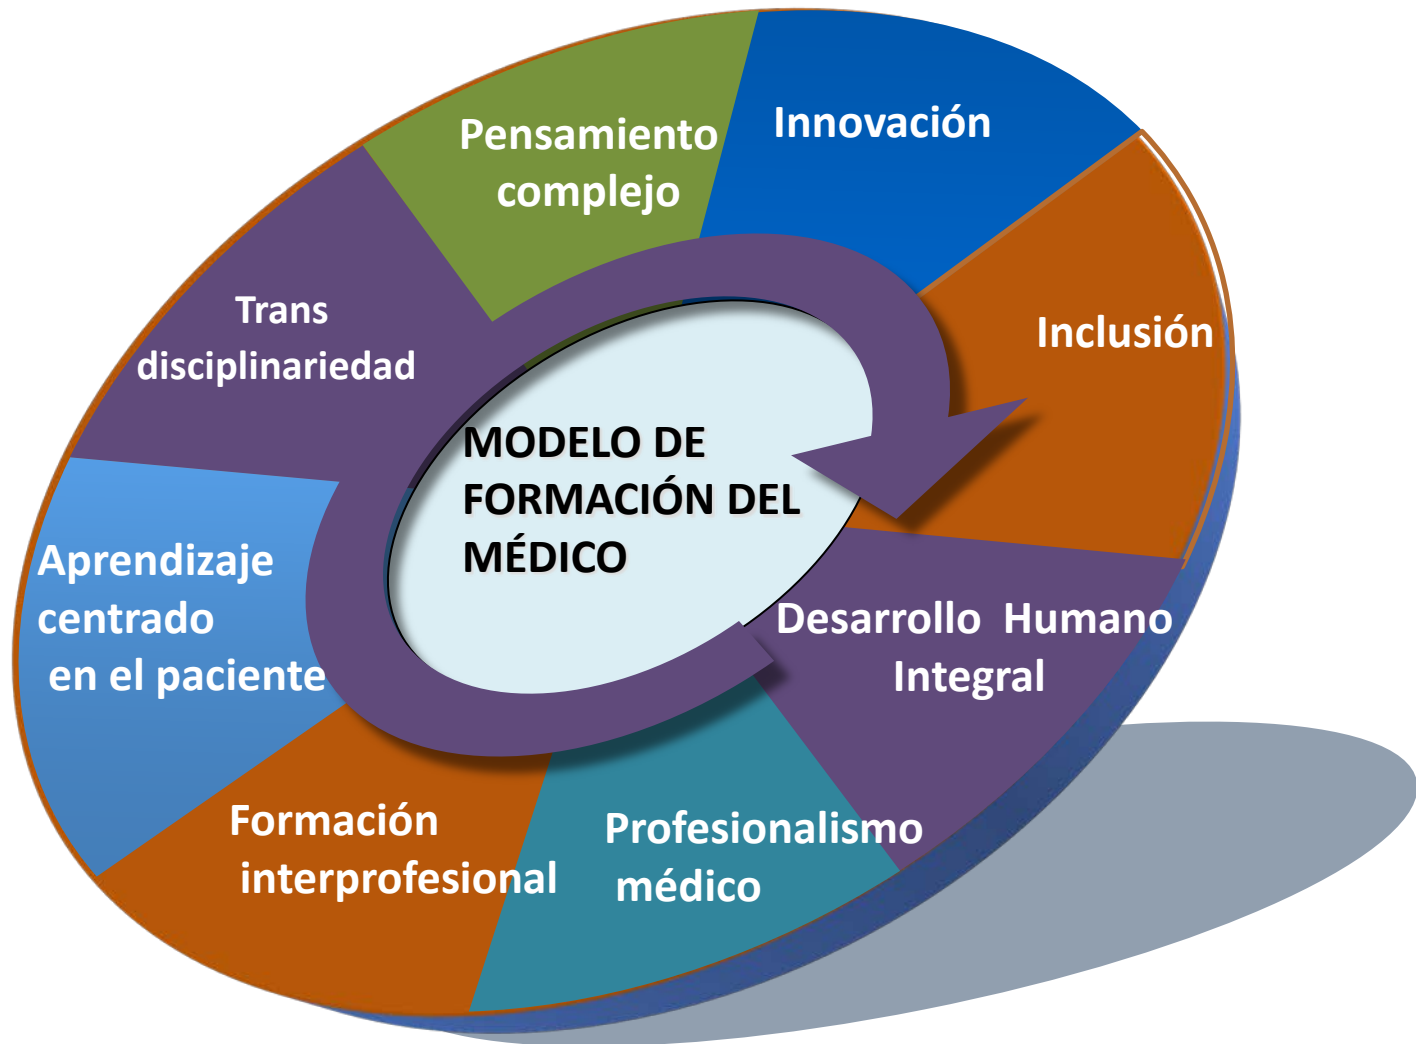 Pensamiento
complejo
Innovación
Inclusión
Trans
disciplinariedad
MODELO DE
FORMACIÓN DEL
MÉDICO
Aprendizaje
centrado
en el paciente
Desarrollo Humano
Integral
Formación
interprofesional
Profesionalismo
médico